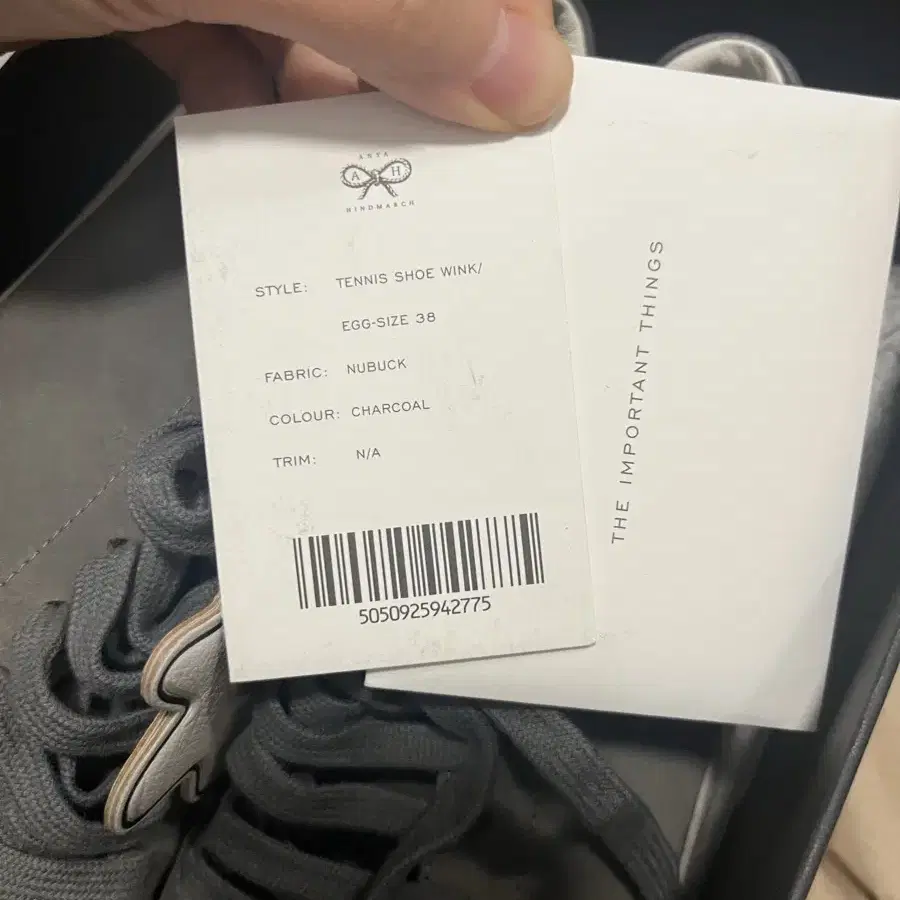 ANYA
A H
HINDMARCH
STYLE: TENNIS SHOE WINK/
EGG-SIZE 38
FABRIC: NUBUCK
COLOUR: CHARCOAL
TRIM: N/A
5050925942775
THE IMPORTANT THINGS